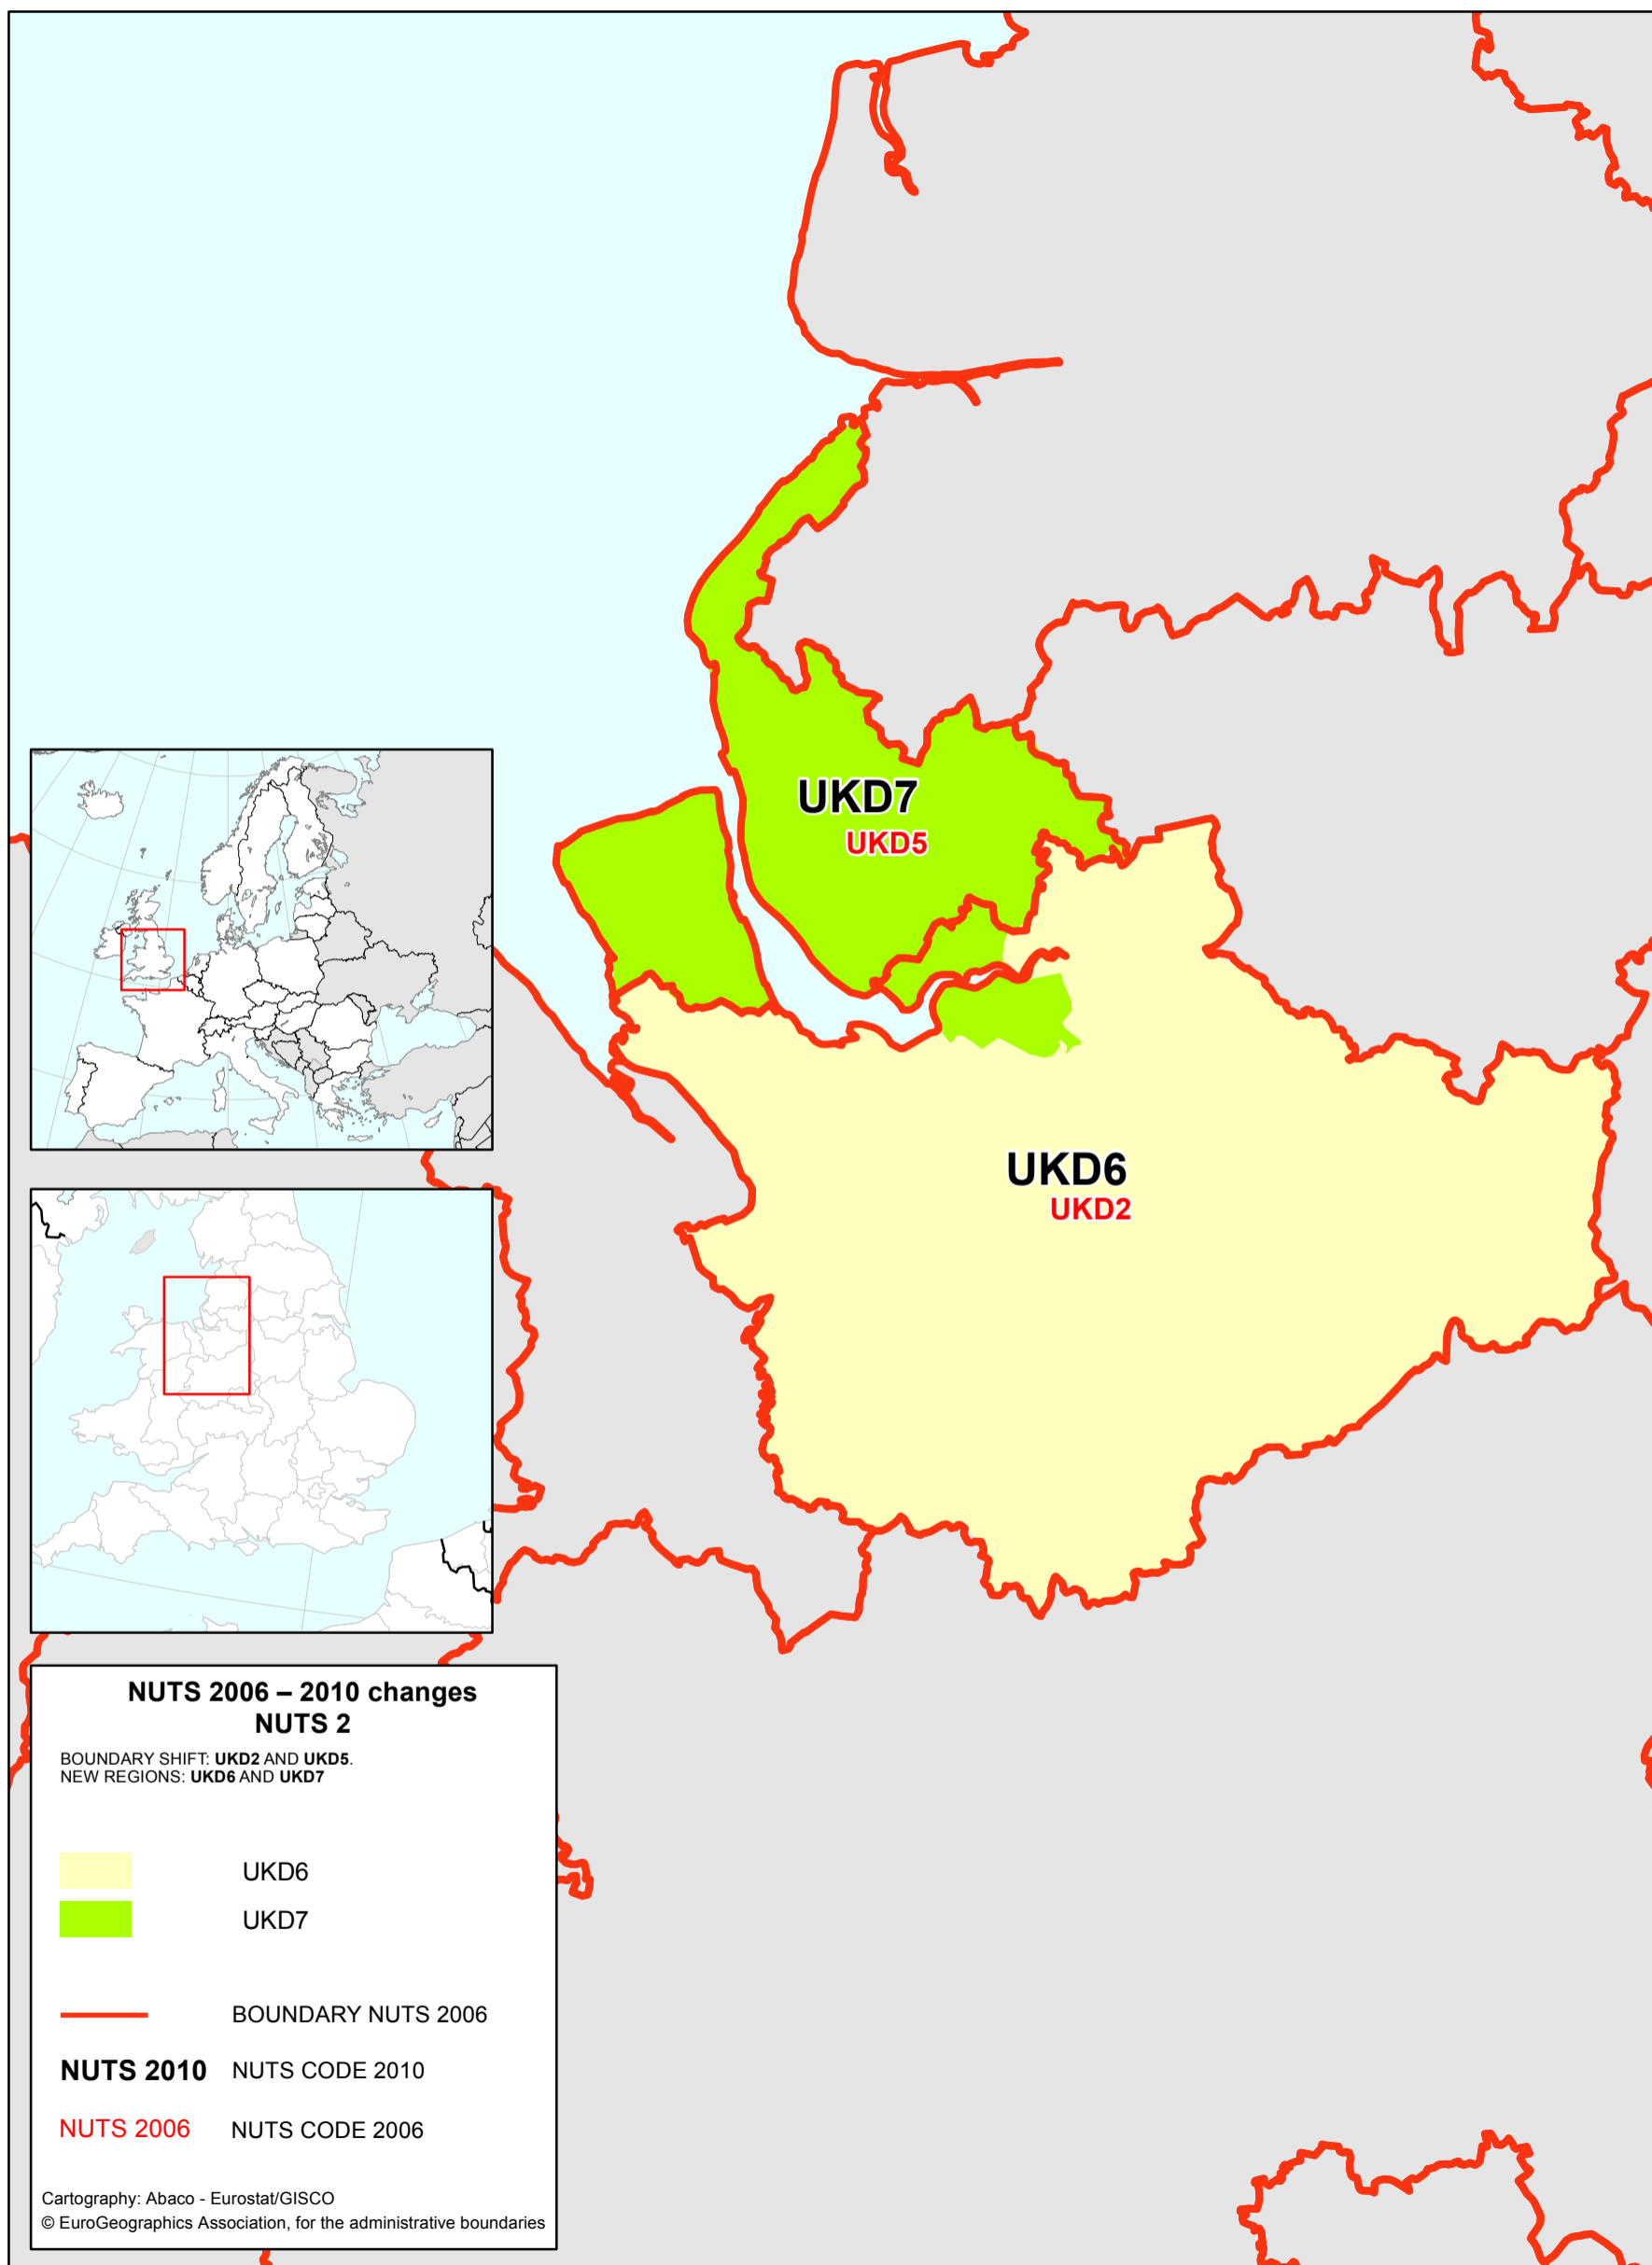 UKD7
UKD5
UKD6
UKD2
NUTS 2006 – 2010 changes
NUTS 2
BOUNDARY SHIFT: UKD2 AND UKD5.
NEW REGIONS: UKD6 AND UKD7
UKD6
UKD7
BOUNDARY NUTS 2006
NUTS 2010 NUTS CODE 2010
NUTS 2006 NUTS CODE 2006
Cartography: Abaco - Eurostat/GISCO
© EuroGeographics Association, for the administrative boundaries